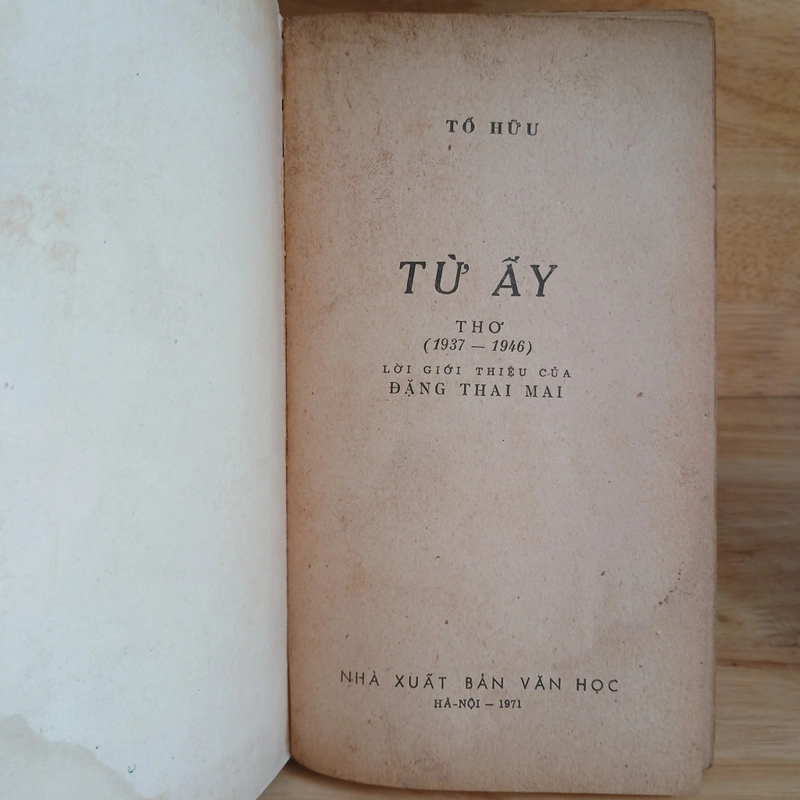 TỐ HỮU
TỪ ẤY
THƠ
(1937 — 1946)
LỜI GIỚI THIỆU CỦA
ĐẶNG THAI MAI
NHÀ XUẤT BẢN VĂN HỌC
HÀ-NỘI — 1971